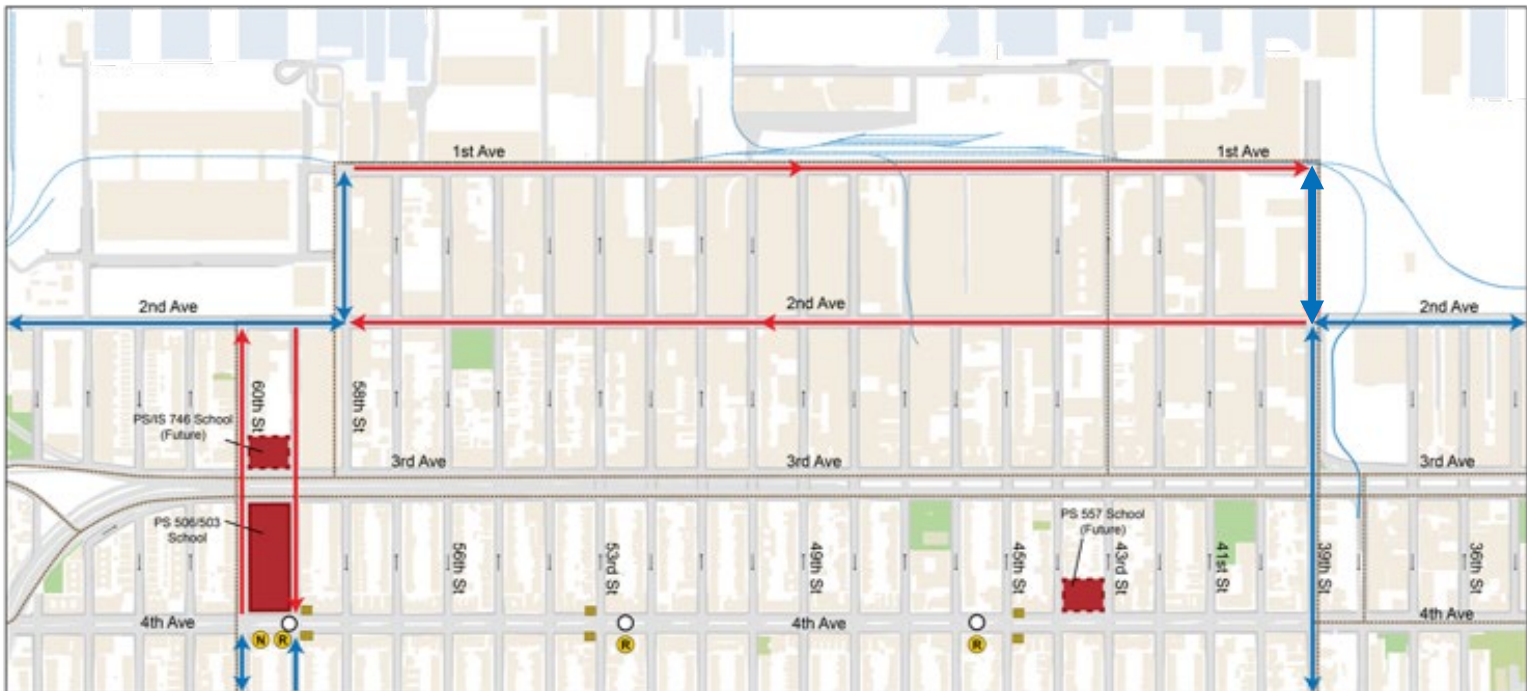 1st Ave
1st Ave
2nd Ave
2nd Ave
2nd Ave
60th St
58th St
PS/IS 746 School
(Future)
3rd Ave
3rd Ave
3rd Ave
PS 506/503
School
56th St
53rd St
49th St
45th St
PS 557 School
(Future)
43rd St
41st St
39th St
36th St
4th Ave
4th Ave
4th Ave
N
R
R
R